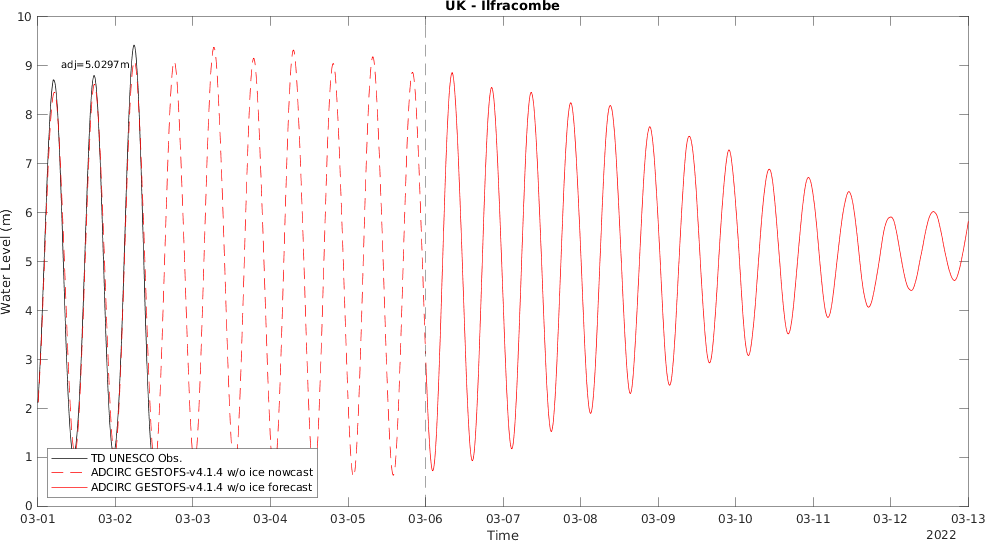 UK - Ilfracombe
10
9
8
7
6
5
4
3
2
1
0
Water Level (m)
adj=5.0297m
TD UNESCO Obs.
ADCIRC GESTOFS-v4.1.4 w/o ice nowcast
ADCIRC GESTOFS-v4.1.4 w/o ice forecast
03-01 03-02 03-03 03-04 03-05 03-06 03-07 03-08 03-09 03-10 03-11 03-12 03-13
Time
2022